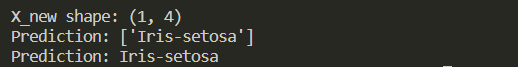 X_new shape: (1, 4)
Prediction: ['Iris-setosa']
Prediction: Iris-setosa